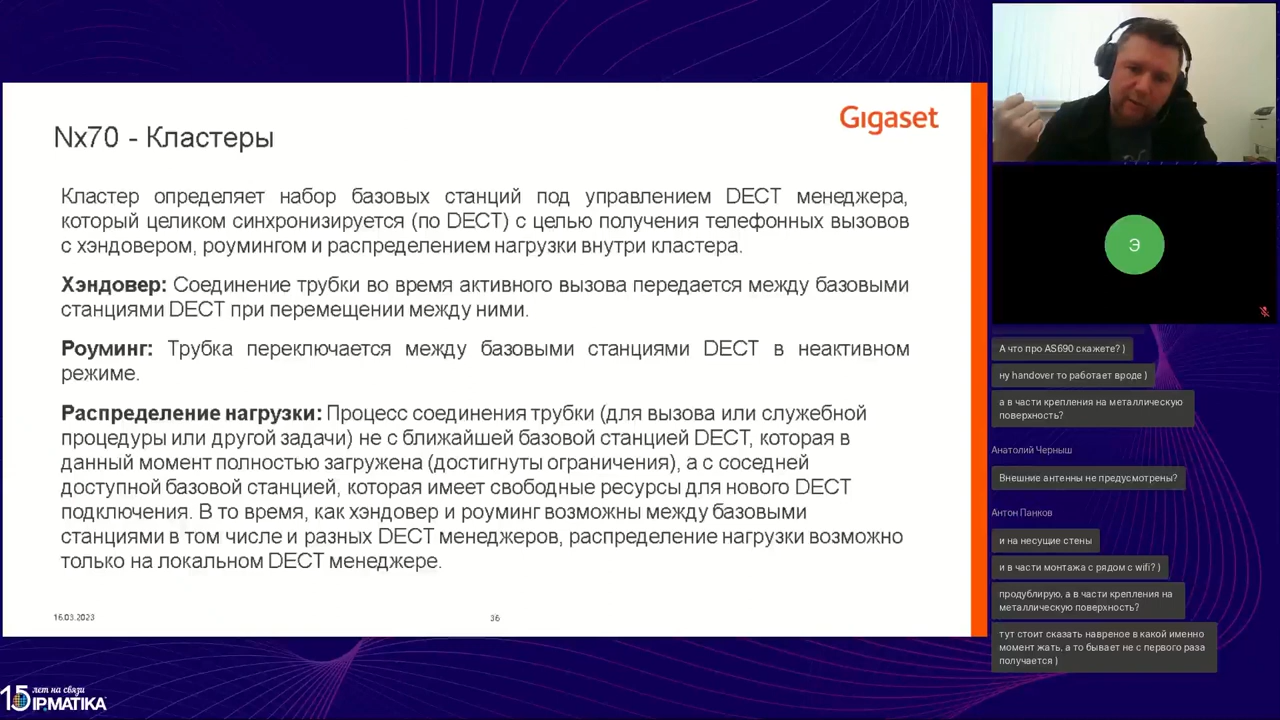 Gigaset
Nx70 - Кластеры
Кластер определяет набор базовых станций под управлением DECT менеджера,
который целиком синхронизируется (по DECT) с целью получения телефонных вызовов
с хэндовером, роумингом и распределением нагрузки внутри кластера.
Хэндовер: Соединение трубки во время активного вызова передается между базовыми
станциями DECT при перемещении между ними.
Роуминг: Трубка переключается между базовыми станциями DECT в неактивном
режиме.
Распределение нагрузки: Процесс соединения трубки (для вызова или служебной
процедуры или другой задачи) не с ближайшей базовой станцией DECT, которая в
данный момент полностью загружена (достигнуты ограничения), а с соседней
доступной базовой станцией, которая имеет свободные ресурсы для нового DECT
подключения. В то время, как хэндовер и роуминг возможны между базовыми
станциями в том числе и разных DECT менеджеров, распределение нагрузки возможно
только на локальном DECT менеджере.
16.03.2023
36
15 лет на связи
IPMATIKA
Э
А что про AS690 скажете? )
ну handover то работает вроде )
а в части крепления на металлическую
поверхность?
Анатолий Черныш
Внешние антенны не предусмотрены?
Антон Панков
и на несущие стены
и в части монтажа с рядом с wifi? )
продублирую, а в части крепления на
металлическую поверхность?
тут стоит сказать навреное в какой именно
момент жать, а то бывает не с первого раза
получается )